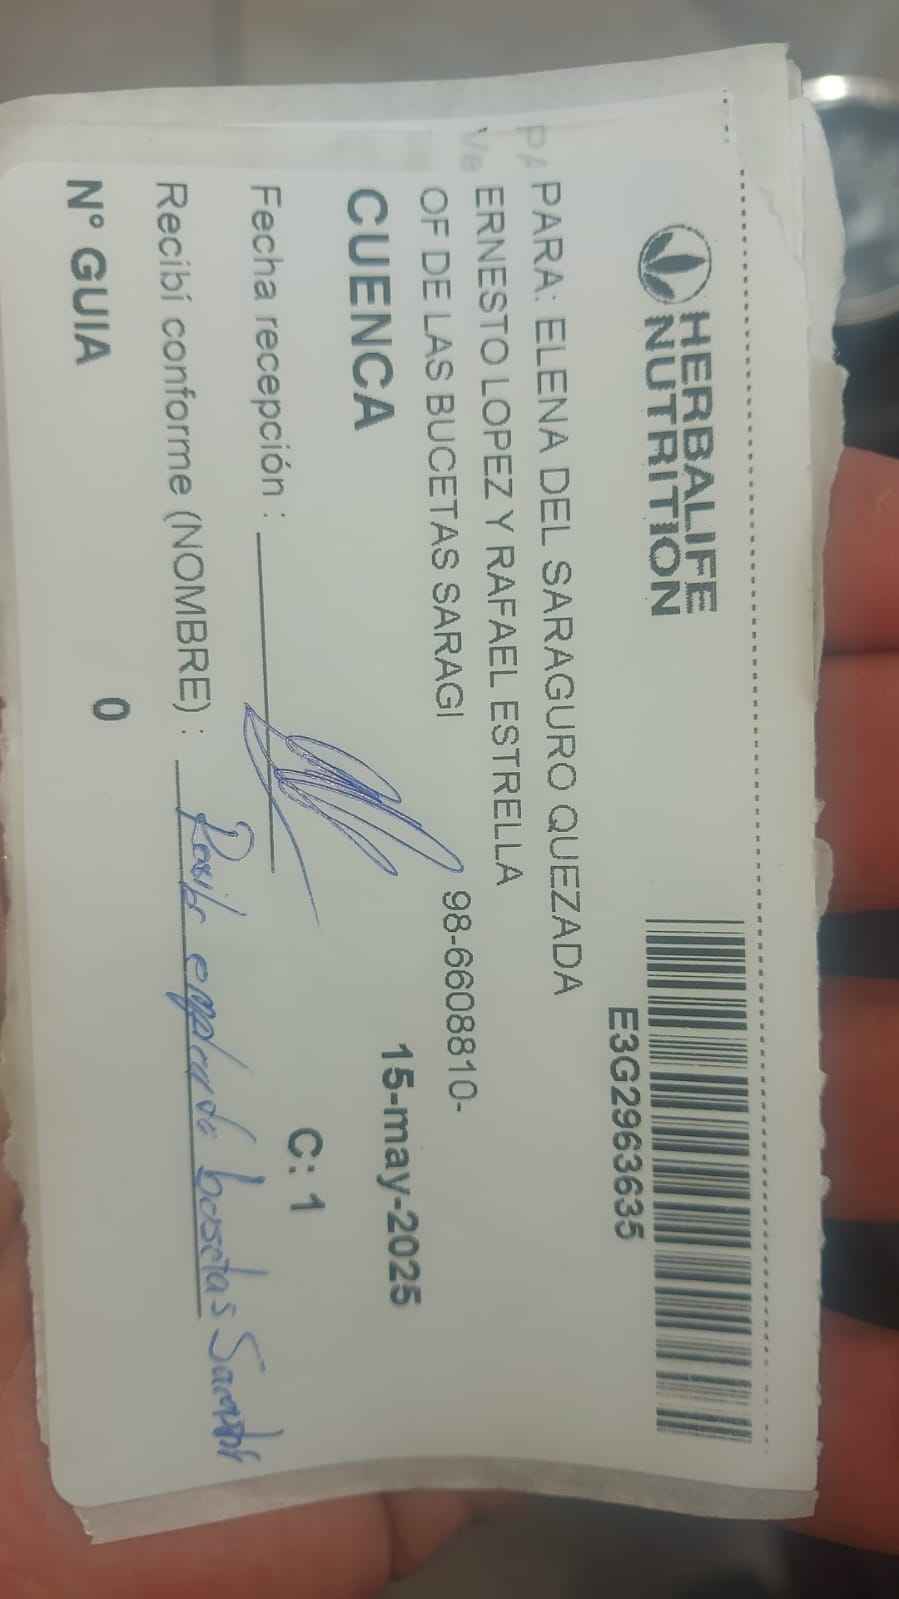 HERBALIFE
NUTRITION
E3G2963635
PARA: ELENA DEL SARAGURO QUEZADA
ERNESTO LOPEZ Y RAFAEL ESTRELLA
OF DE LAS BUCETAS SARAGI
98-6608810-
CUENCA
15-may-2025
Fecha recepción :
C: 1
Recibí conforme (NOMBRE) :
N° GUIA
0